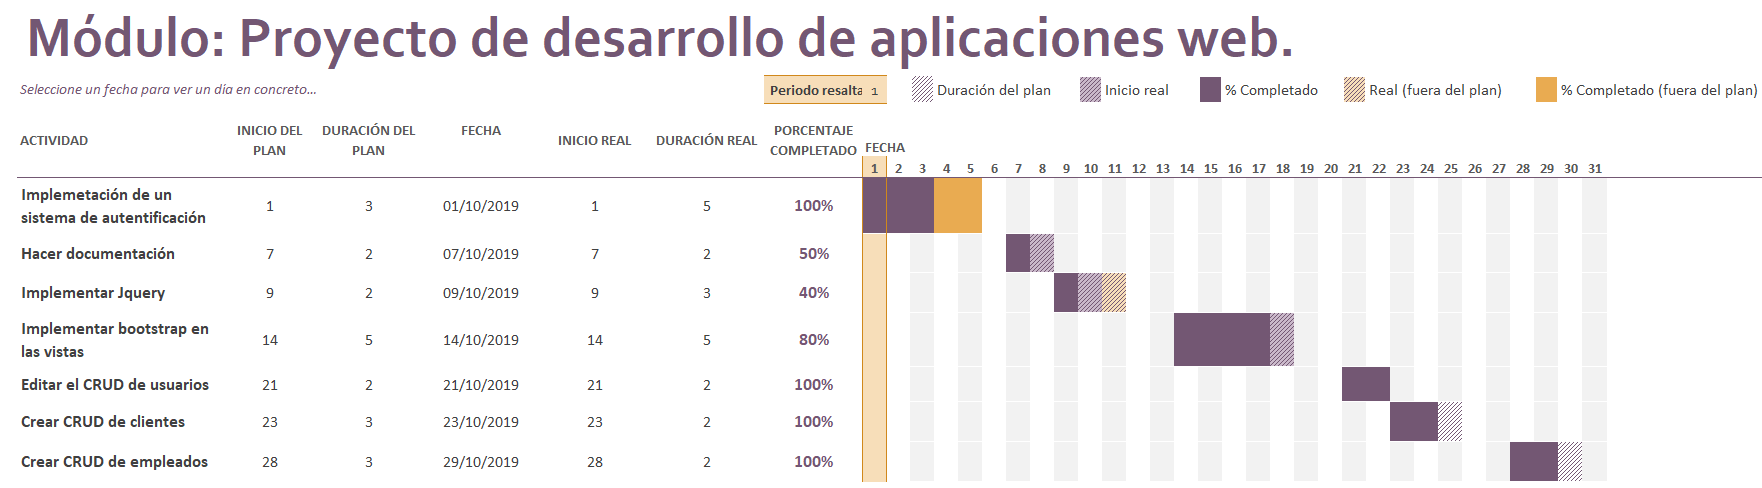 Módulo: Proyecto de desarrollo de aplicaciones web.
Seleccione un fecha para ver un día en concreto...
Periodo resalta 1
Duración del plan
Inicio real
% Completado
Real (fuera del plan)
% Completado (fuera del plan)
ACTIVIDAD
INICIO DEL
PLAN
DURACIÓN DEL
PLAN
FECHA
INICIO REAL
DURACIÓN REAL
PORCENTAJE
COMPLETADO
FECHA
1 2 3 4 5 6 7 8 9 10 11 12 13 14 15 16 17 18 19 20 21 22 23 24 25 26 27 28 29 30 31
Implemetación de un
sistema de autentificación
1 3 01/10/2019 1 5 100%
Hacer documentación 7 2 07/10/2019 7 2 50%
Implementar Jquery 9 2 09/10/2019 9 3 40%
Implementar bootstrap en
las vistas
14 5 14/10/2019 14 5 80%
Editar el CRUD de usuarios 21 2 21/10/2019 21 2 100%
Crear CRUD de clientes 23 3 23/10/2019 23 2 100%
Crear CRUD de empleados 28 3 29/10/2019 28 2 100%